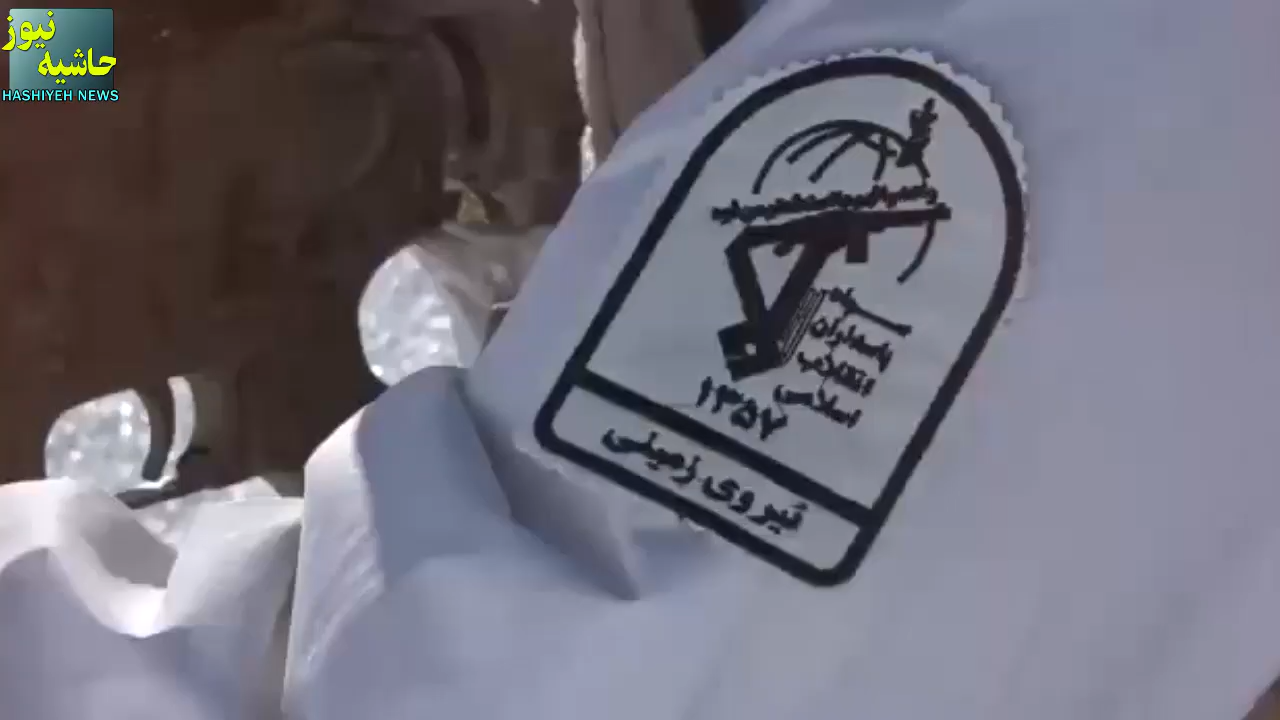 نیوز
حاشیه
HASHIYEH NEWS
سپاه
پاسداران
انقلاب
اسلامی
۱۳۵۷
نیروی زمینی